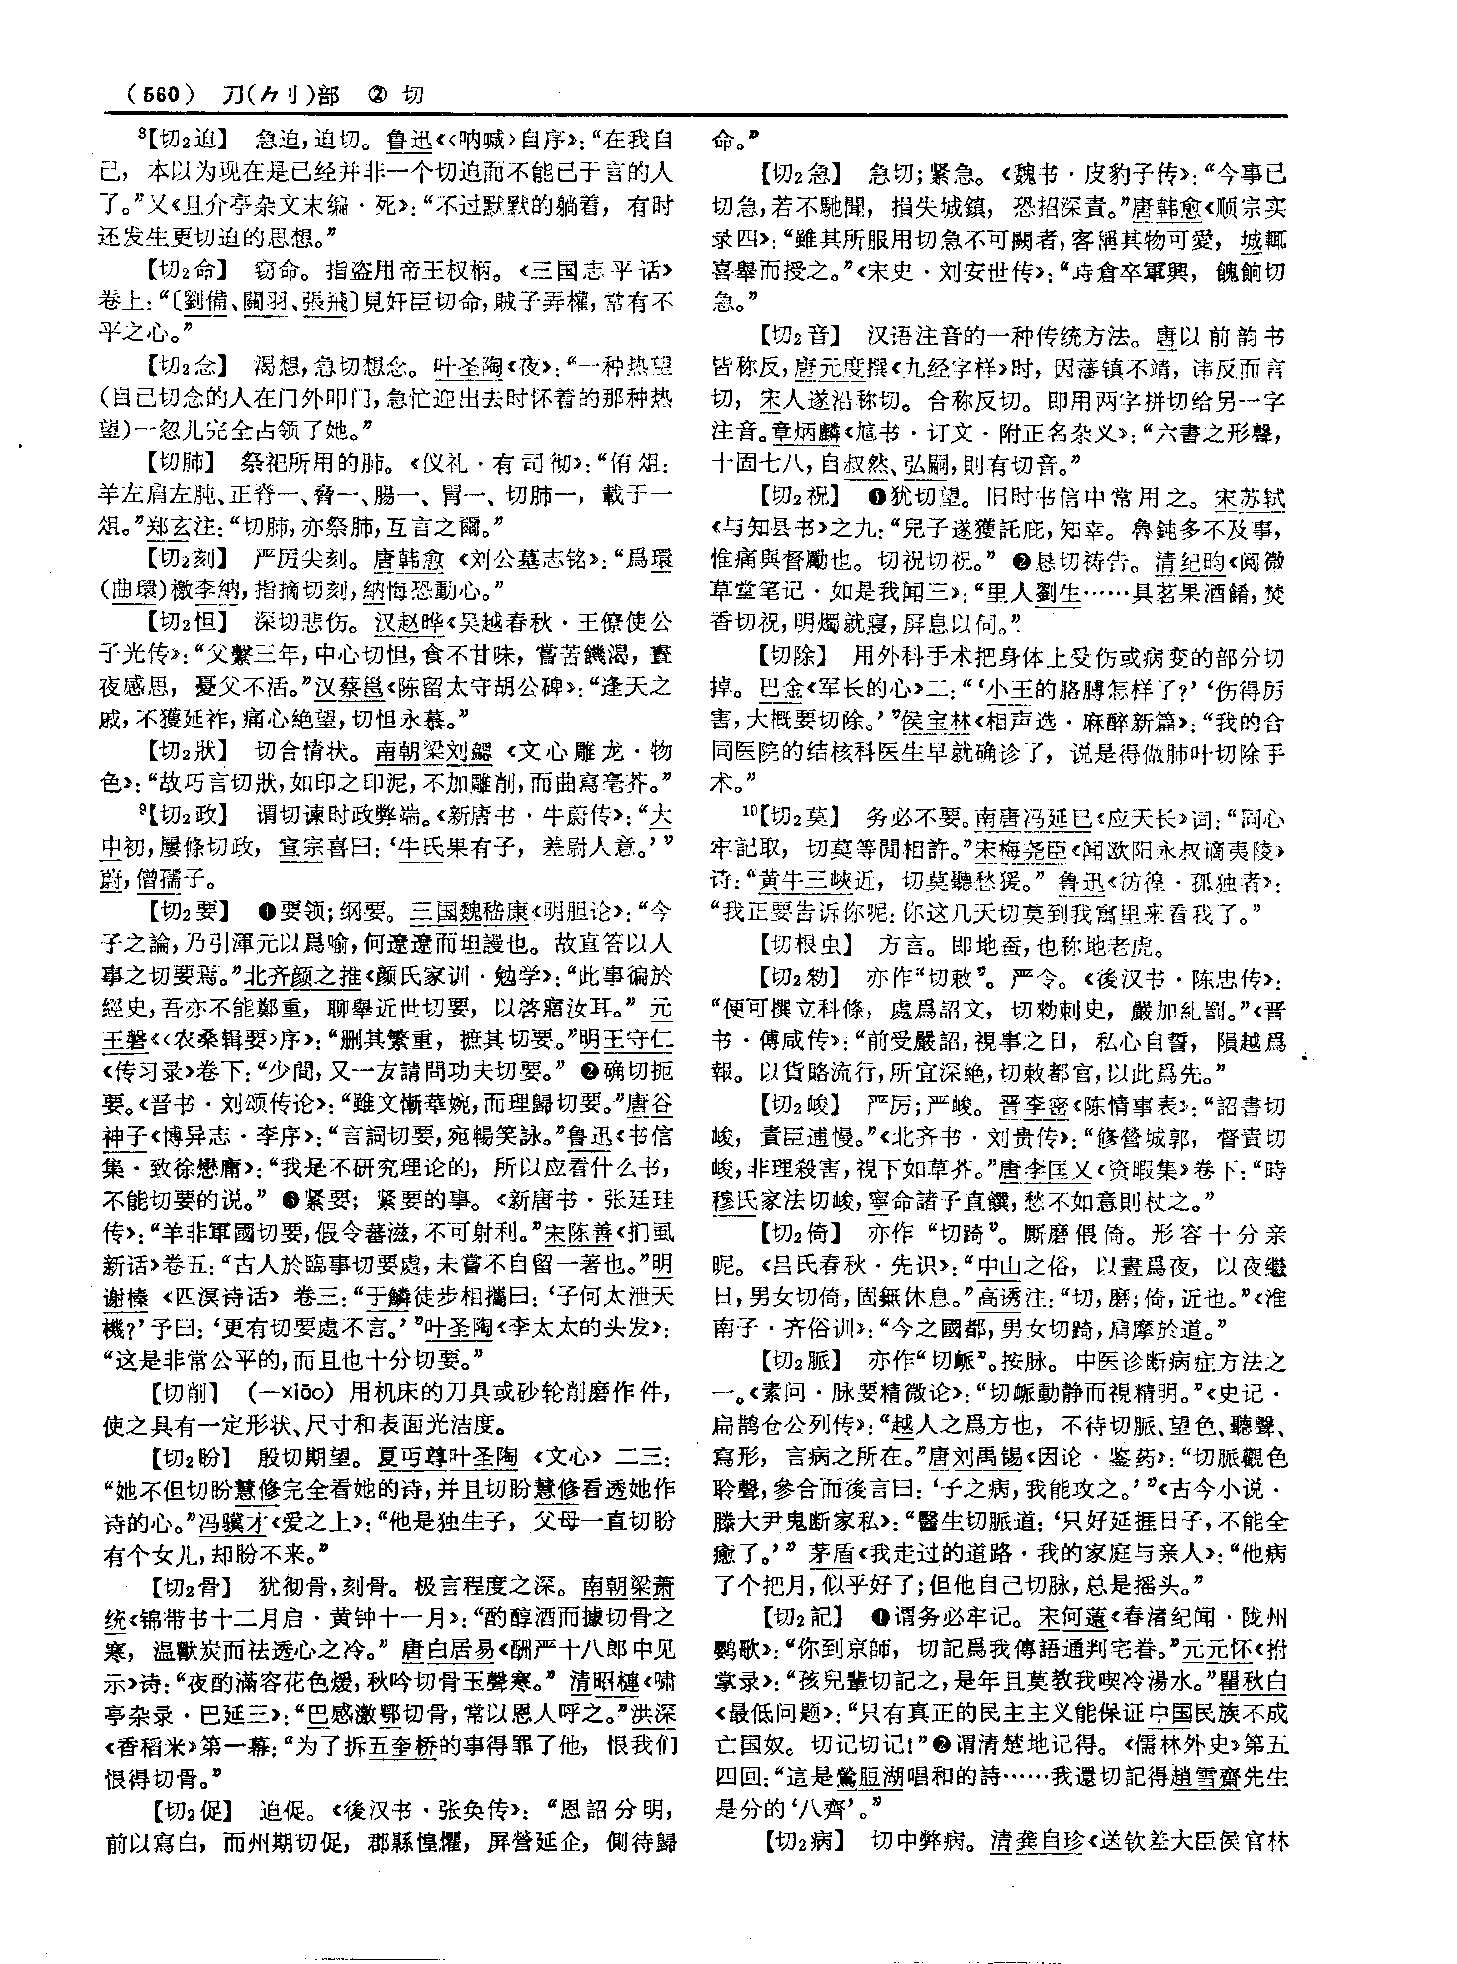 (560) 刀(⺈刂)部 ② 切
⁸【切₂迫】 急迫,迫切。鲁迅《〈呐喊〉自序》:“在我自
己，本以为现在是已经并非一个切迫而不能已于言的人
了。”又《且介亭杂文末编·死》:“不过默默的躺着，有时
还发生更切迫的思想。”
【切₂命】 窃命。指盗用帝王权柄。《三国志平话》
卷上:“〔劉備、關羽、張飛〕見奸臣切命,賊子弄權,常有不
平之心。”
【切₂念】 渴想,急切想念。叶圣陶《夜》:“一种热望
(自己切念的人在门外叩门,急忙迎出去时怀着的那种热
望)一忽儿完全占领了她。”
【切肺】 祭祀所用的肺。《仪礼·有司彻》:“侑俎:
羊左肩左肫、正脊一、脅一、腸一、胃一、切肺一，載于一
俎。”郑玄注:“切肺,亦祭肺,互言之爾。”
【切₂刻】 严厉尖刻。唐韩愈《刘公墓志铭》:“爲環
(曲環)檄李納,指摘切刻,納悔恐動心。”
【切₂怛】 深切悲伤。汉赵晔《吴越春秋·王僚使公
子光传》:“父繫三年,中心切怛,食不甘味，嘗苦饑渴，晝
夜感思，憂父不活。”汉蔡邕《陈留太守胡公碑》:“逢天之
戚,不獲延祚,痛心絶望,切怛永慕。”
【切₂狀】 切合情状。南朝梁刘勰《文心雕龙·物
色》:“故巧言切狀,如印之印泥,不加雕削,而曲寫毫芥。”
⁹【切₂政】 谓切谏时政弊端。《新唐书·牛蔚传》:“大
中初,屢條切政，宣宗喜曰:‘牛氏果有子，差尉人意。’”
蔚,僧孺子。
【切₂要】 ❶要领;纲要。三国魏嵇康《明胆论》:“今
子之論,乃引渾元以爲喻,何遼遼而坦謾也。故直答以人
事之切要焉。”北齐颜之推《颜氏家训·勉学》:“此事徧於
經史,吾亦不能鄭重，聊舉近世切要，以啓寤汝耳。”元
王磐《〈农桑辑要〉序》:“删其繁重，摭其切要。”明王守仁
《传习录》卷下:“少間,又一友請問功夫切要。” ❷确切扼
要。《晋书·刘颂传论》:“雖文慚華婉,而理歸切要。”唐谷
神子《博异志·李序》:“言詞切要,宛暢笑詠。”鲁迅《书信
集·致徐懋庸》:“我是不研究理论的，所以应看什么书，
不能切要的说。” ❸紧要；紧要的事。《新唐书·张廷珪
传》:“羊非軍國切要,假令蕃滋,不可射利。”宋陈善《扪虱
新话》卷五:“古人於臨事切要處,未嘗不自留一著也。”明
谢榛《四溟诗话》卷三:“于鱗徒步相攜曰:‘子何太泄天
機?’予曰:‘更有切要處不言。’”叶圣陶《李太太的头发》:
“这是非常公平的,而且也十分切要。”
【切削】 (—xiāo) 用机床的刀具或砂轮削磨作件，
使之具有一定形状、尺寸和表面光洁度。
【切₂盼】 殷切期望。夏丏尊叶圣陶《文心》二三:
“她不但切盼慧修完全看她的诗,并且切盼慧修看透她作
诗的心。”冯骥才《爱之上》:“他是独生子，父母一直切盼
有个女儿,却盼不来。”
【切₂骨】 犹彻骨,刻骨。极言程度之深。南朝梁萧
统《锦带书十二月启·黄钟十一月》:“酌醇酒而據切骨之
寒，温獸炭而祛透心之冷。”唐白居易《酬严十八郎中见
示》诗:“夜酌滿容花色煖,秋吟切骨玉聲寒。”清昭梿《啸
亭杂录·巴延三》:“巴感激鄂切骨,常以恩人呼之。”洪深
《香稻米》第一幕:“为了拆五奎桥的事得罪了他，恨我们
恨得切骨。”
【切₂促】 迫促。《後汉书·张奂传》:“恩詔分明，
前以寫白，而州期切促，郡縣惶懼，屏營延企，側待歸
命。”
【切₂急】 急切;紧急。《魏书·皮豹子传》:“今事已
切急,若不馳聞，損失城鎮，恐招深責。”唐韩愈《顺宗实
录四》:“雖其所服用切急不可闕者,客稱其物可愛，城輒
喜舉而授之。”《宋史·刘安世传》:“時倉卒軍興，餽餉切
急。”
【切₂音】 汉语注音的一种传统方法。唐以前韵书
皆称反,唐元度撰《九经字样》时，因藩镇不靖，讳反而言
切，宋人遂沿称切。合称反切。即用两字拼切给另一字
注音。章炳麟《訄书·订文·附正名杂义》:“六書之形聲，
十固七八,自叔然、弘嗣,則有切音。”
【切₂祝】 ❶犹切望。旧时书信中常用之。宋苏轼
《与知县书》之九:“兒子遂獲託庇,知幸。魯鈍多不及事，
惟痛與督勵也。切祝切祝。” ❷恳切祷告。清纪昀《阅微
草堂笔记·如是我闻三》:“里人劉生……具茗果酒餚,焚
香切祝,明燭就寢,屏息以伺。”
【切除】 用外科手术把身体上受伤或病变的部分切
掉。巴金《军长的心》二:“‘小王的胳膊怎样了?’‘伤得厉
害,大概要切除。’”侯宝林《相声选·麻醉新篇》:“我的合
同医院的结核科医生早就确诊了，说是得做肺叶切除手
术。”
¹⁰【切₂莫】 务必不要。南唐冯延巳《应天长》词:“同心
牢記取，切莫等閒相許。”宋梅尧臣《闻欧阳永叔谪夷陵》
诗:“黄牛三峽近，切莫聽愁猨。”鲁迅《彷徨·孤独者》:
“我正要告诉你呢:你这几天切莫到我寓里来看我了。”
【切根虫】 方言。即地蚕,也称地老虎。
【切₂勑】 亦作“切敕”。严令。《後汉书·陈忠传》:
“便可撰立科條，處爲詔文，切勑刺史，嚴加糺罰。”《晋
书·傅咸传》:“前受嚴詔,視事之日，私心自誓，隕越爲
報。以貨賂流行,所宜深絶,切敕都官,以此爲先。”
【切₂峻】 严厉;严峻。晋李密《陈情事表》:“詔書切
峻，責臣逋慢。”《北齐书·刘贵传》:“修營城郭，督責切
峻,非理殺害,視下如草芥。”唐李匡乂《资暇集》卷下:“時
穆氏家法切峻,寧命諸子直饌,愁不如意則杖之。”
【切₂倚】 亦作“切踦”。厮磨偎倚。形容十分亲
昵。《吕氏春秋·先识》:“中山之俗，以晝爲夜，以夜繼
日,男女切倚,固無休息。”高诱注:“切,磨;倚,近也。”《淮
南子·齐俗训》:“今之國都,男女切踦,肩摩於道。”
【切₂脈】 亦作“切衇”。按脉。中医诊断病症方法之
一。《素问·脉要精微论》:“切衇動静而視精明。”《史记·
扁鹊仓公列传》:“越人之爲方也，不待切脈、望色、聽聲、
寫形，言病之所在。”唐刘禹锡《因论·鉴药》:“切脈觀色
聆聲,參合而後言曰:‘子之病,我能攻之。’”《古今小说·
滕大尹鬼断家私》:“醫生切脈道:‘只好延捱日子,不能全
癒了。’” 茅盾《我走过的道路·我的家庭与亲人》:“他病
了个把月,似乎好了;但他自己切脉,总是摇头。”
【切₂記】 ❶谓务必牢记。宋何薳《春渚纪闻·陇州
鹦歌》:“你到京師，切記爲我傳語通判宅眷。”元元怀《拊
掌录》:“孩兒輩切記之,是年且莫教我喫冷湯水。”瞿秋白
《最低问题》:“只有真正的民主主义能保证中国民族不成
亡国奴。切记切记!”❷谓清楚地记得。《儒林外史》第五
四回:“這是鶯脰湖唱和的詩……我還切記得趙雪齋先生
是分的‘八齊’。”
【切₂病】 切中弊病。清龚自珍《送钦差大臣侯官林